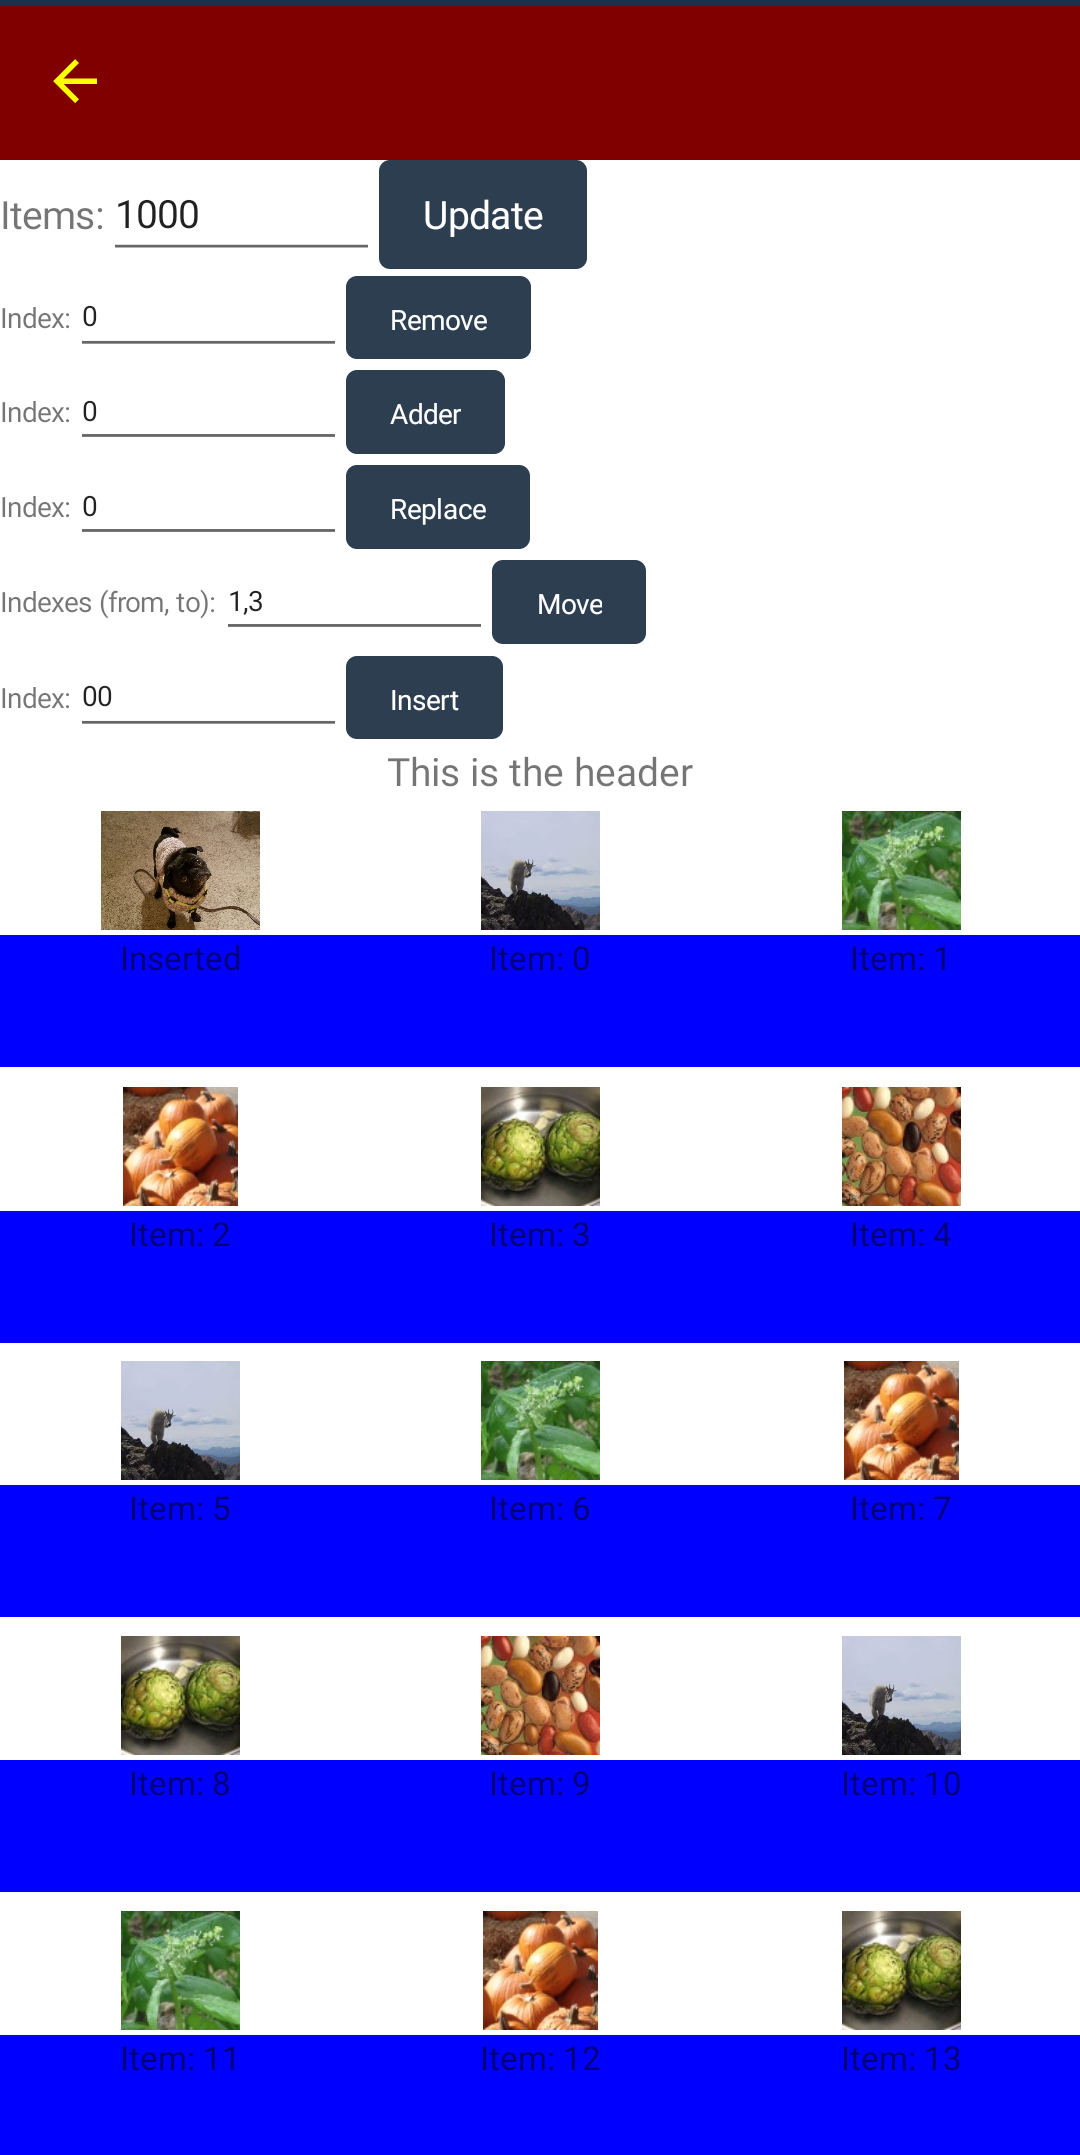 Items: 1000 Update
Index: 0 Remove
Index: 0 Adder
Index: 0 Replace
Indexes (from, to): 1,3 Move
Index: 00 Insert
This is the header
Inserted Item: 0 Item: 1
Item: 2 Item: 3 Item: 4
Item: 5 Item: 6 Item: 7
Item: 8 Item: 9 Item: 10
Item: 11 Item: 12 Item: 13